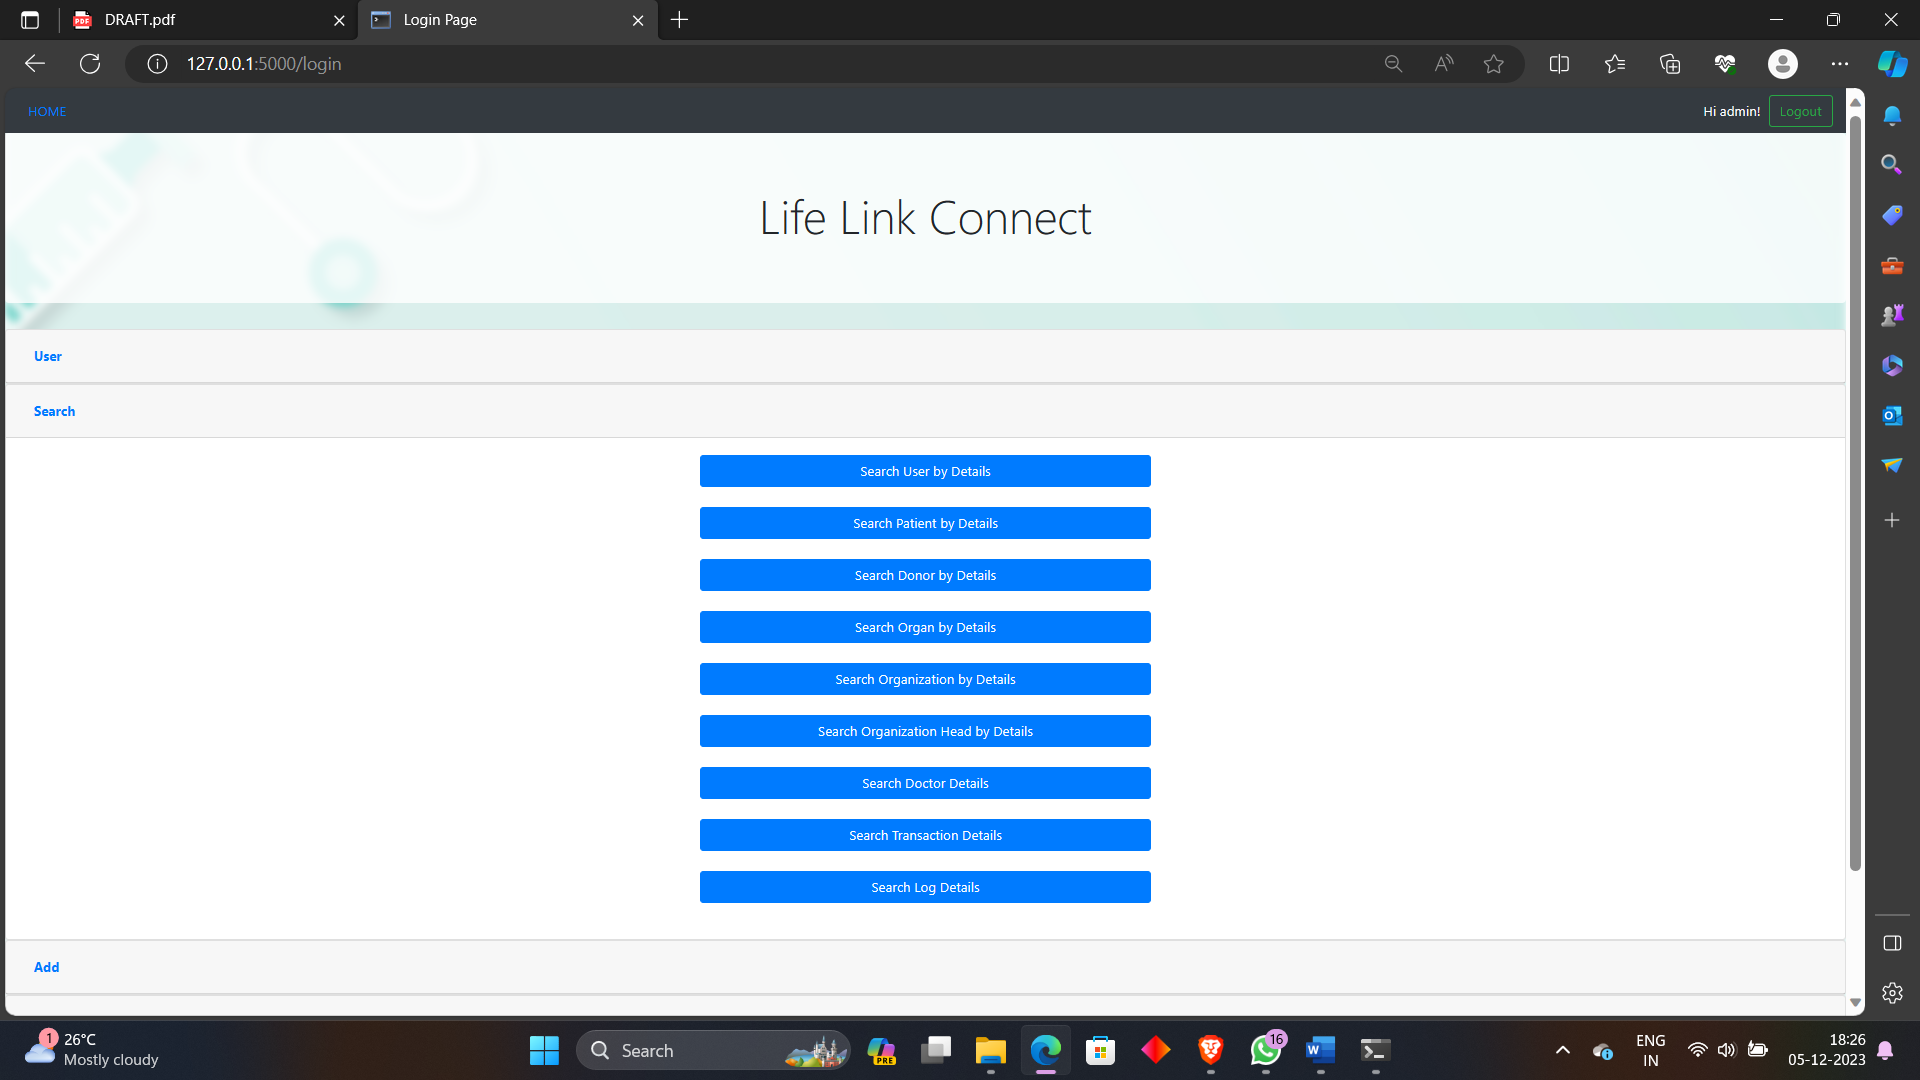 DRAFT.pdf
Login Page
127.0.0.1:5000/login
HOME
Hi admin!
Logout
Life Link Connect
User
Search
Search User by Details
Search Patient by Details
Search Donor by Details
Search Organ by Details
Search Organization by Details
Search Organization Head by Details
Search Doctor Details
Search Transaction Details
Search Log Details
Add
1
26°C
Mostly cloudy
Search
PRE
16
ENG
IN
18:26
05-12-2023